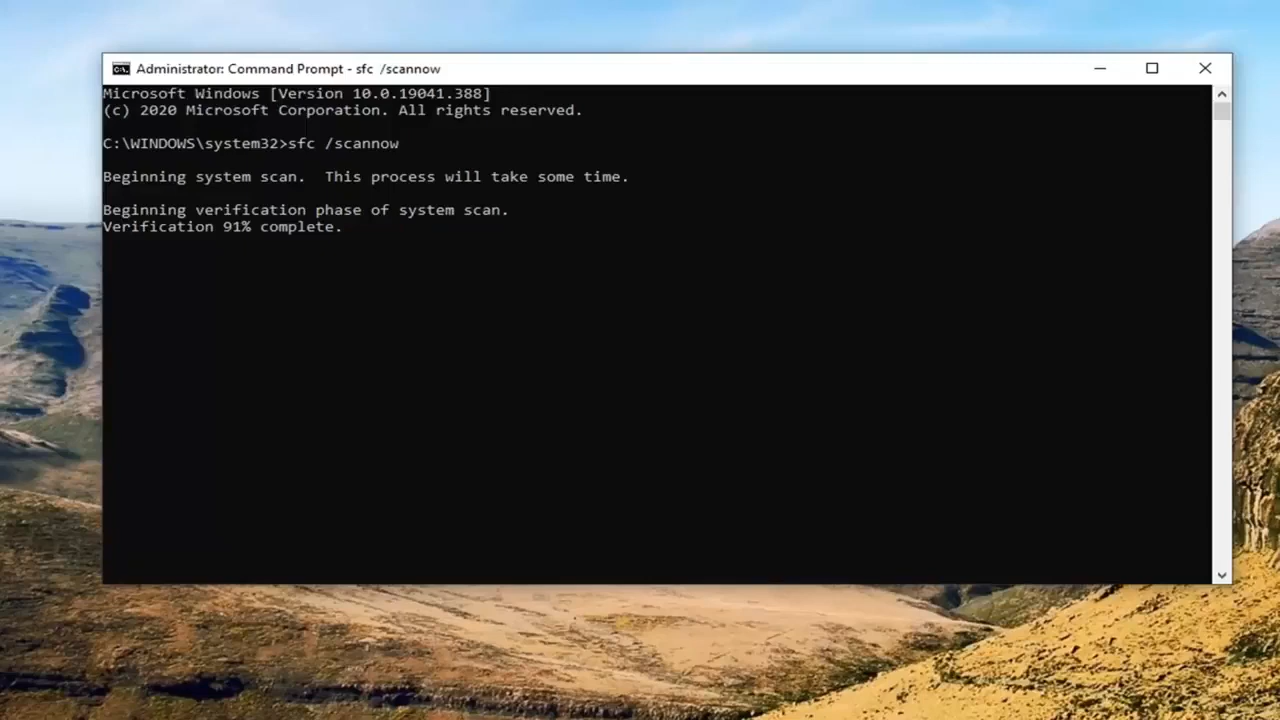 Administrator: Command Prompt - sfc  /scannow
Microsoft Windows [Version 10.0.19041.388]
(c) 2020 Microsoft Corporation. All rights reserved.
C:\WINDOWS\system32>sfc /scannow
Beginning system scan.  This process will take some time.
Beginning verification phase of system scan.
Verification 91% complete.